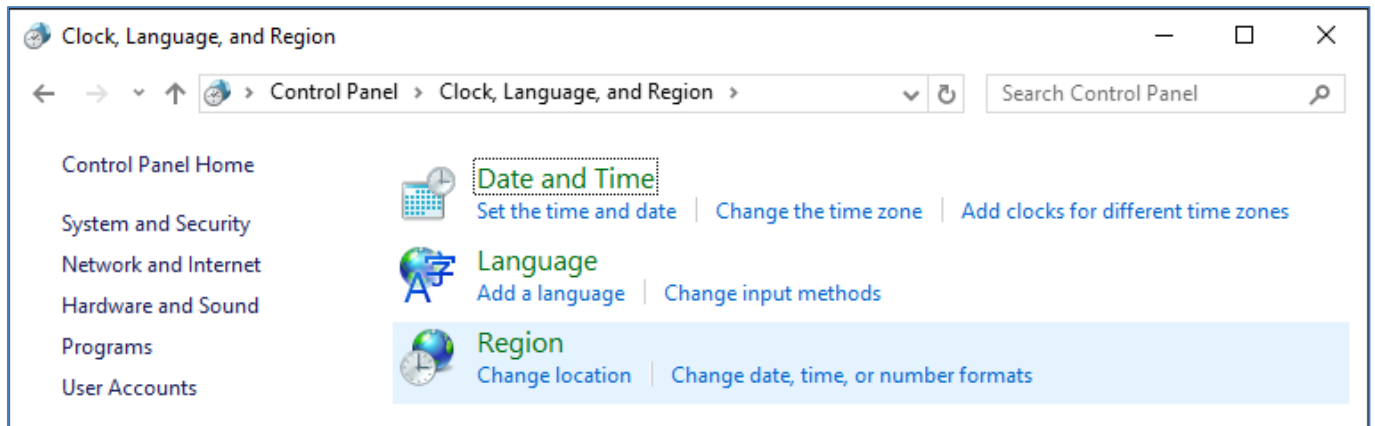 Clock, Language, and Region
Control Panel > Clock, Language, and Region >
Search Control Panel
Control Panel Home
System and Security
Network and Internet
Hardware and Sound
Programs
User Accounts
Date and Time
Set the time and date | Change the time zone | Add clocks for different time zones
Language
Add a language | Change input methods
Region
Change location | Change date, time, or number formats